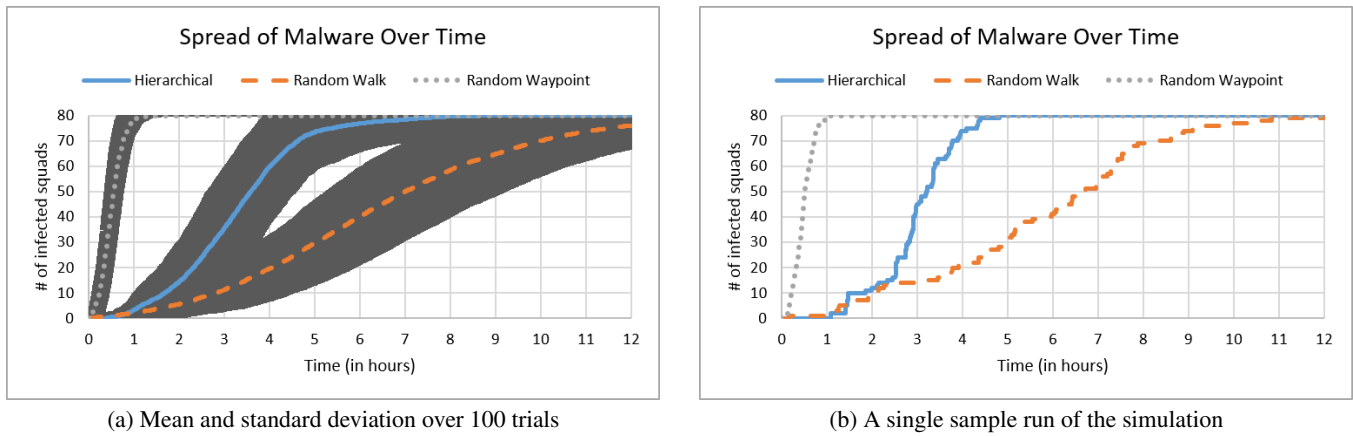 Spread of Malware Over Time
Hierarchical Random Walk Random Waypoint
# of infected squads
80
70
60
50
40
30
20
10
0
0 1 2 3 4 5 6 7 8 9 10 11 12
Time (in hours)
(a) Mean and standard deviation over 100 trials
Spread of Malware Over Time
Hierarchical Random Walk Random Waypoint
# of infected squads
80
70
60
50
40
30
20
10
0
0 1 2 3 4 5 6 7 8 9 10 11 12
Time (in hours)
(b) A single sample run of the simulation